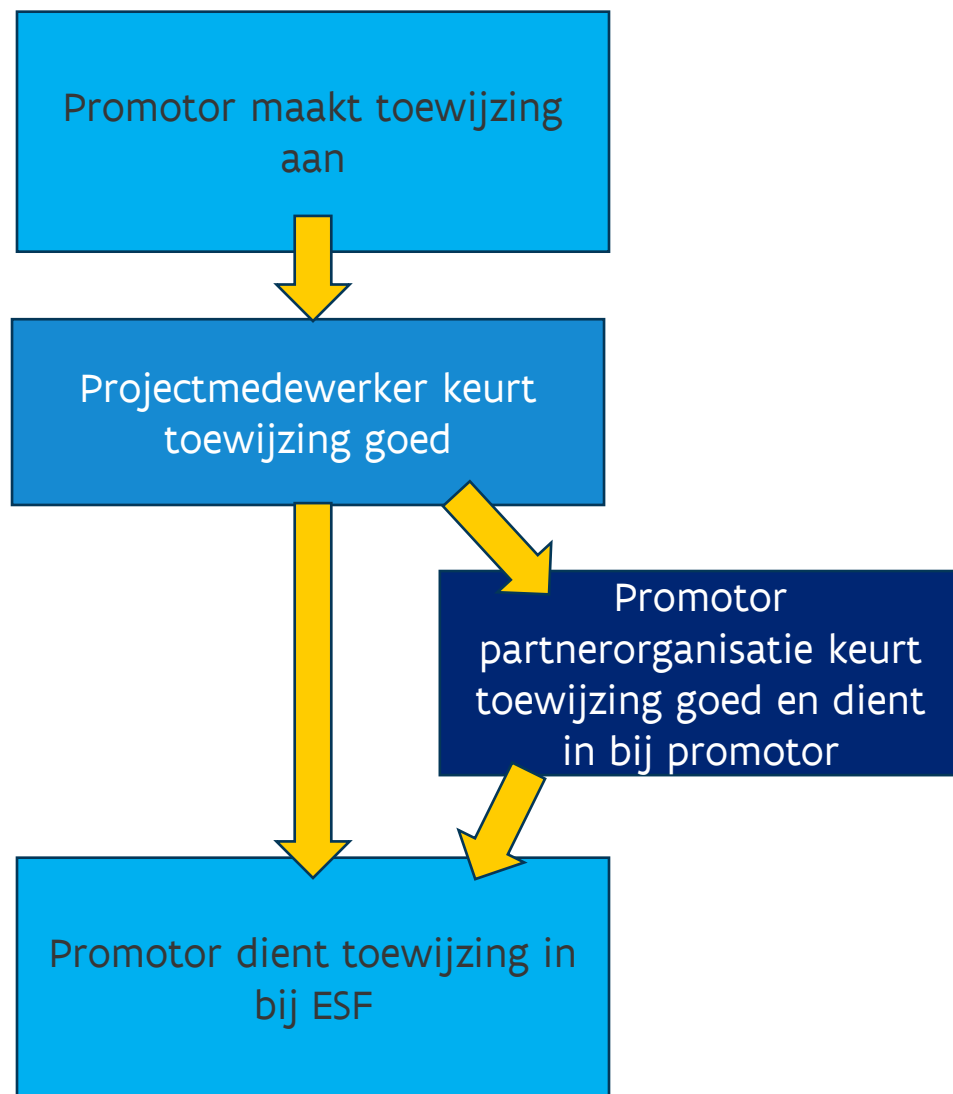 Promotor maakt toewijzing
aan
Projectmedewerker keurt
toewijzing goed
Promotor
partnerorganisatie keurt
toewijzing goed en dient
in bij promotor
Promotor dient toewijzing in
bij ESF